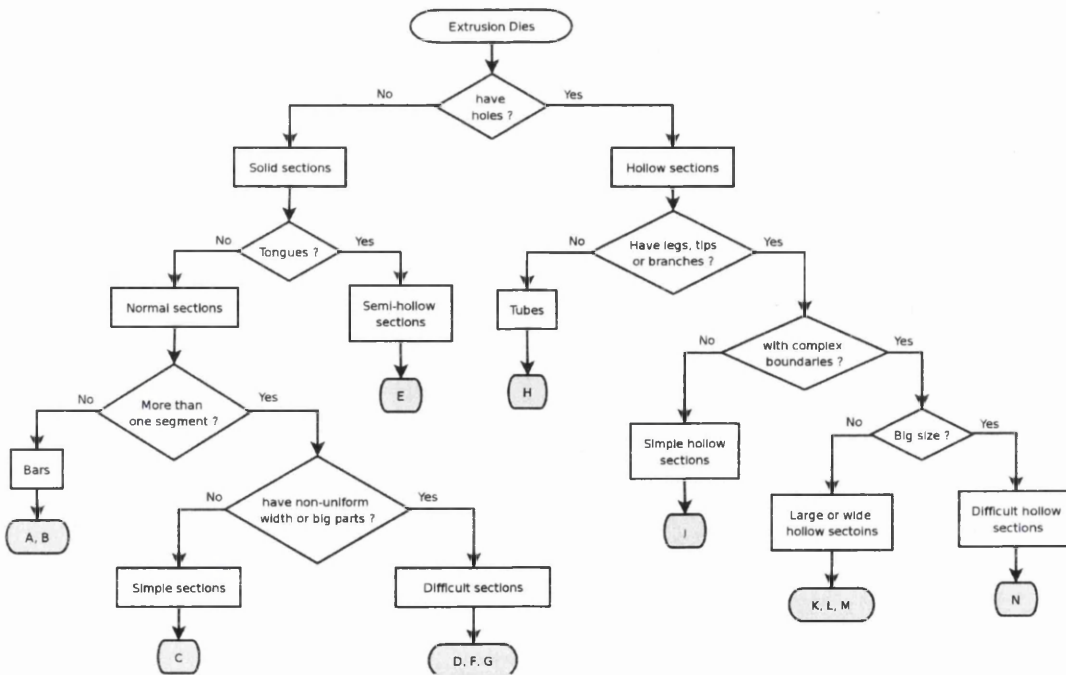 Extrusion Dies
No
have
holes ?
Yes
Solid sections
Hollow sections
No
Tongues ?
Yes
No
Have legs, tips
or branches ?
Yes
Normal sections
Semi-hollow
sections
Tubes
No
with complex
boundaries ?
Yes
E
H
No
More than
one segment ?
Yes
Simple hollow
sections
No
Big size ?
Yes
Bars
No
have non-uniform
width or big parts ?
Yes
Large or wide
hollow sectoins
Difficult hollow
sections
A, B
J
Simple sections
Difficult sections
K, L, M
N
C
D, F, G